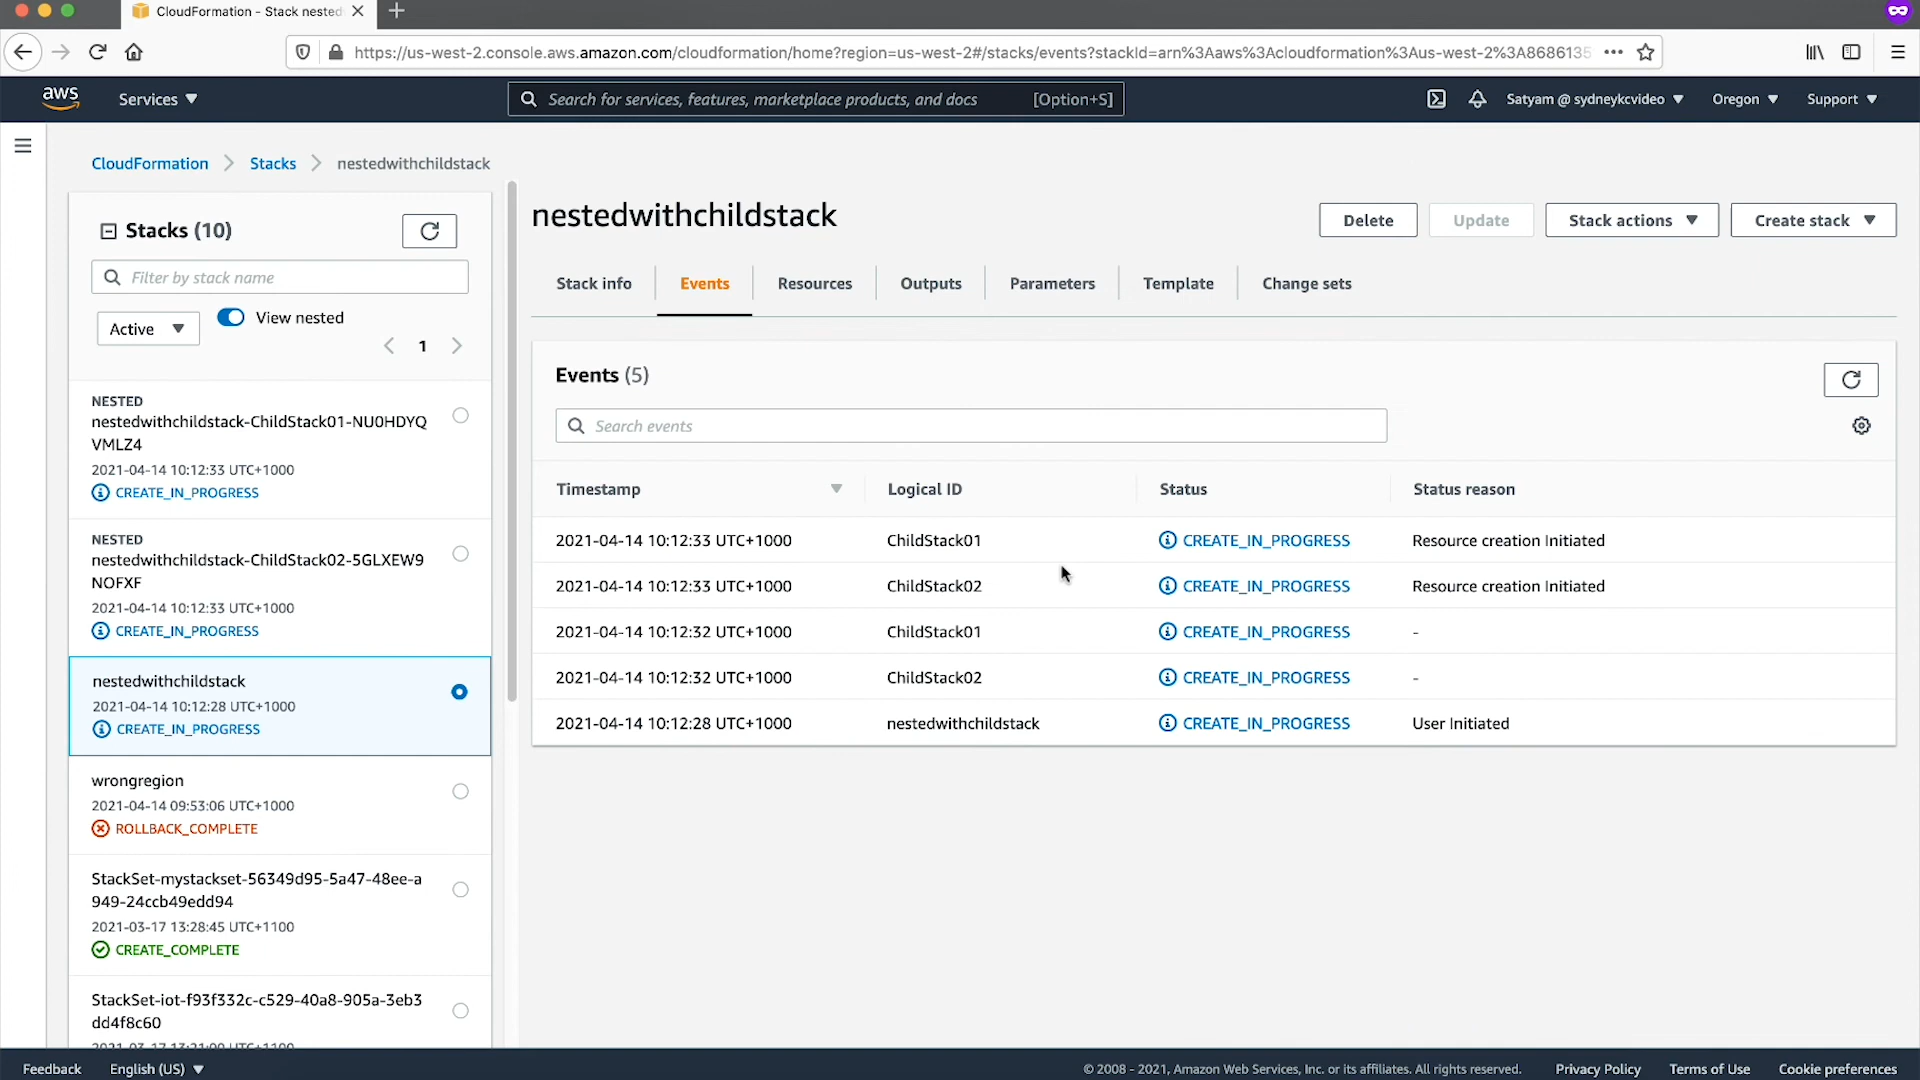 CloudFormation - Stack nested
https://us-west-2.console.aws.amazon.com/cloudformation/home?region=us-west-2#/stacks/events?stackId=arn%3Aaws%3Acloudformation%3Aus-west-2%3A8686135
aws
Services
Search for services, features, marketplace products, and docs
[Option+S]
Satyam @ sydneykcvideo
Oregon
Support
CloudFormation
Stacks
nestedwithchildstack
Stacks (10)
Filter by stack name
Active
View nested
1
NESTED
nestedwithchildstack-ChildStack01-NU0HDYQ
VMLZ4
2021-04-14 10:12:33 UTC+1000
CREATE_IN_PROGRESS
NESTED
nestedwithchildstack-ChildStack02-5GLXEW9
NOFXF
2021-04-14 10:12:33 UTC+1000
CREATE_IN_PROGRESS
nestedwithchildstack
2021-04-14 10:12:28 UTC+1000
CREATE_IN_PROGRESS
wrongregion
2021-04-14 09:53:06 UTC+1000
ROLLBACK_COMPLETE
StackSet-mystackset-56349d95-5a47-48ee-a
949-24ccb49edd94
2021-03-17 13:28:45 UTC+1100
CREATE_COMPLETE
StackSet-iot-f93f332c-c529-40a8-905a-3eb3
dd4f8c60
2021-03-17 13:21:00 UTC+1100
nestedwithchildstack
Delete
Update
Stack actions
Create stack
Stack info
Events
Resources
Outputs
Parameters
Template
Change sets
Events (5)
Search events
Timestamp Logical ID Status Status reason
2021-04-14 10:12:33 UTC+1000 ChildStack01 CREATE_IN_PROGRESS Resource creation Initiated
2021-04-14 10:12:33 UTC+1000 ChildStack02 CREATE_IN_PROGRESS Resource creation Initiated
2021-04-14 10:12:32 UTC+1000 ChildStack01 CREATE_IN_PROGRESS -
2021-04-14 10:12:32 UTC+1000 ChildStack02 CREATE_IN_PROGRESS -
2021-04-14 10:12:28 UTC+1000 nestedwithchildstack CREATE_IN_PROGRESS User Initiated
Feedback
English (US)
© 2008 - 2021, Amazon Web Services, Inc. or its affiliates. All rights reserved.
Privacy Policy
Terms of Use
Cookie preferences